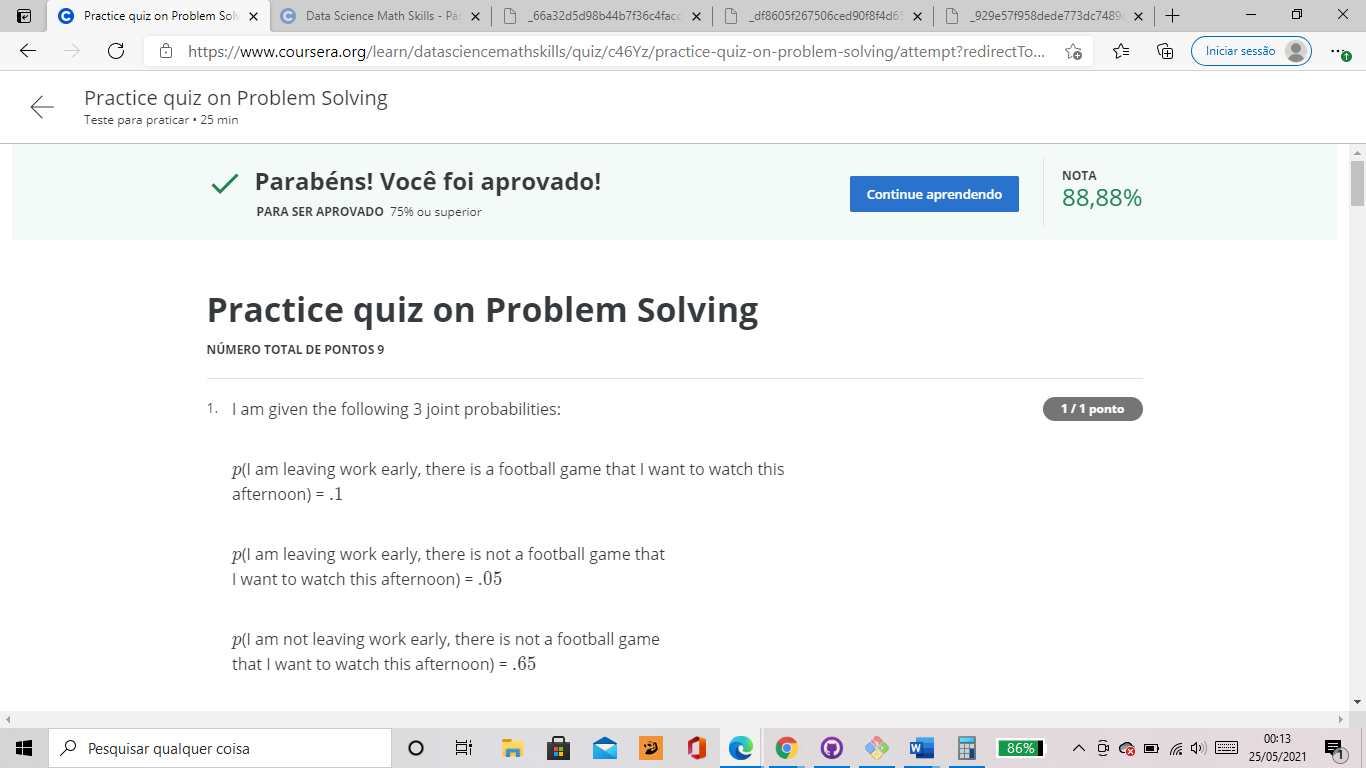 Practice quiz on Problem Solv
Data Science Math Skills - Pá
_66a32d5d98b44b7f36c4facc
_df8605f267506ced90f8f4d65
_929e57f958dede773dc7489
https://www.coursera.org/learn/datasciencemathskills/quiz/c46Yz/practice-quiz-on-problem-solving/attempt?redirectTo...
Iniciar sessão
Practice quiz on Problem Solving
Teste para praticar • 25 min
Parabéns! Você foi aprovado!
PARA SER APROVADO 75% ou superior
Continue aprendendo
NOTA
88,88%
Practice quiz on Problem Solving
NÚMERO TOTAL DE PONTOS 9
1. I am given the following 3 joint probabilities:
1 / 1 ponto
p(I am leaving work early, there is a football game that I want to watch this
afternoon) = .1
p(I am leaving work early, there is not a football game that
I want to watch this afternoon) = .05
p(I am not leaving work early, there is not a football game
that I want to watch this afternoon) = .65
Pesquisar qualquer coisa
86%
00:13
25/05/2021
1